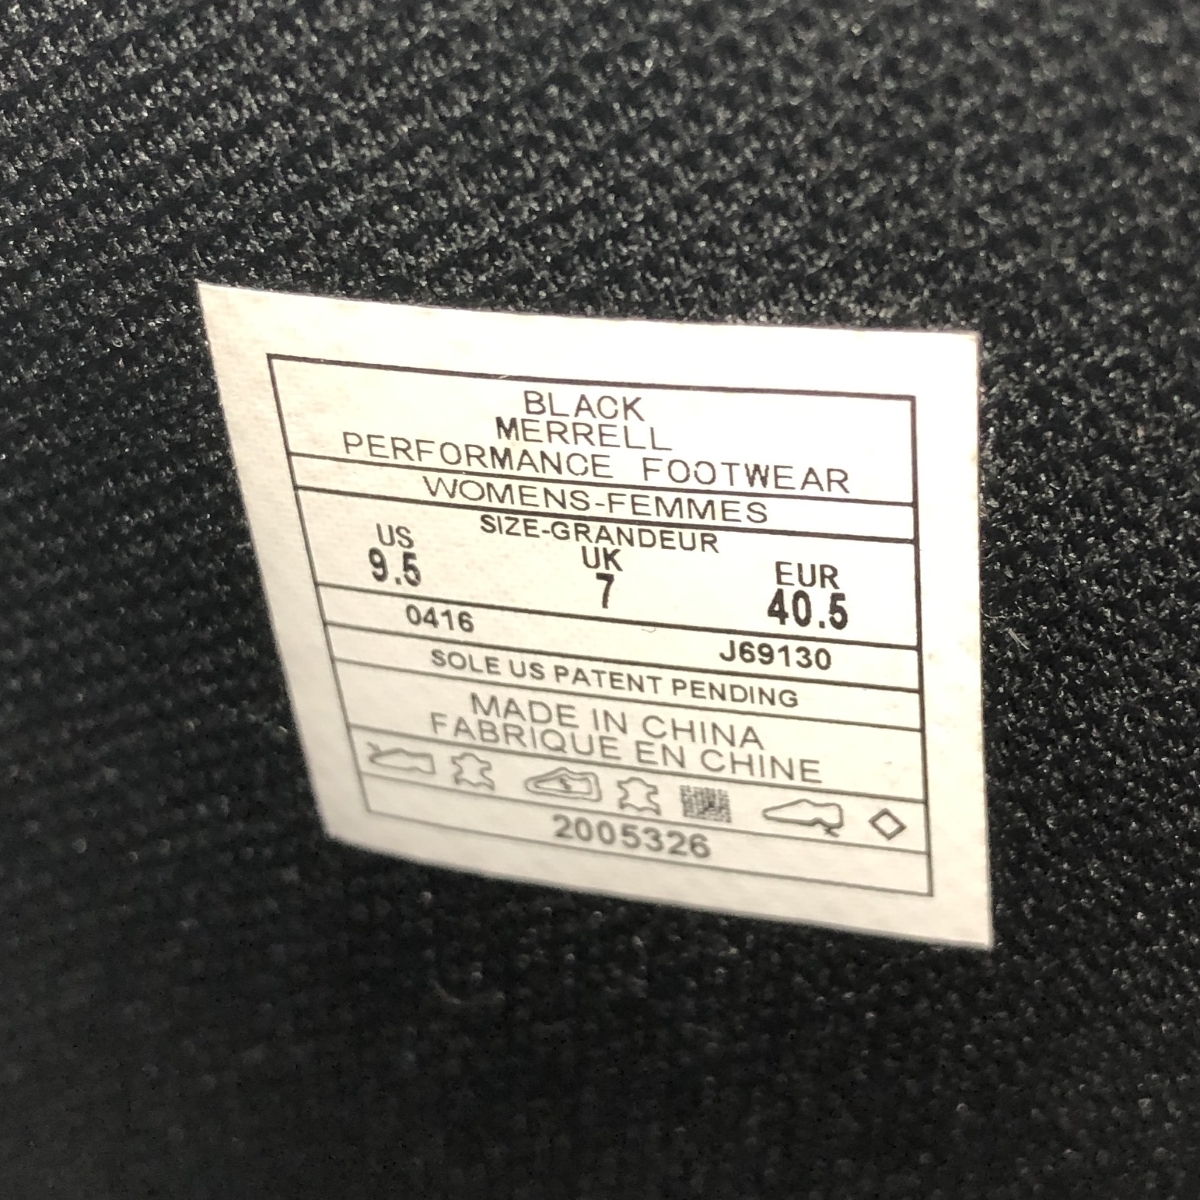 BLACK
MERRELL
PERFORMANCE FOOTWEAR
WOMENS-FEMMES
SIZE-GRANDEUR
US UK EUR
9.5 7 40.5
0416 J69130
SOLE US PATENT PENDING
MADE IN CHINA
FABRIQUE EN CHINE
2005326